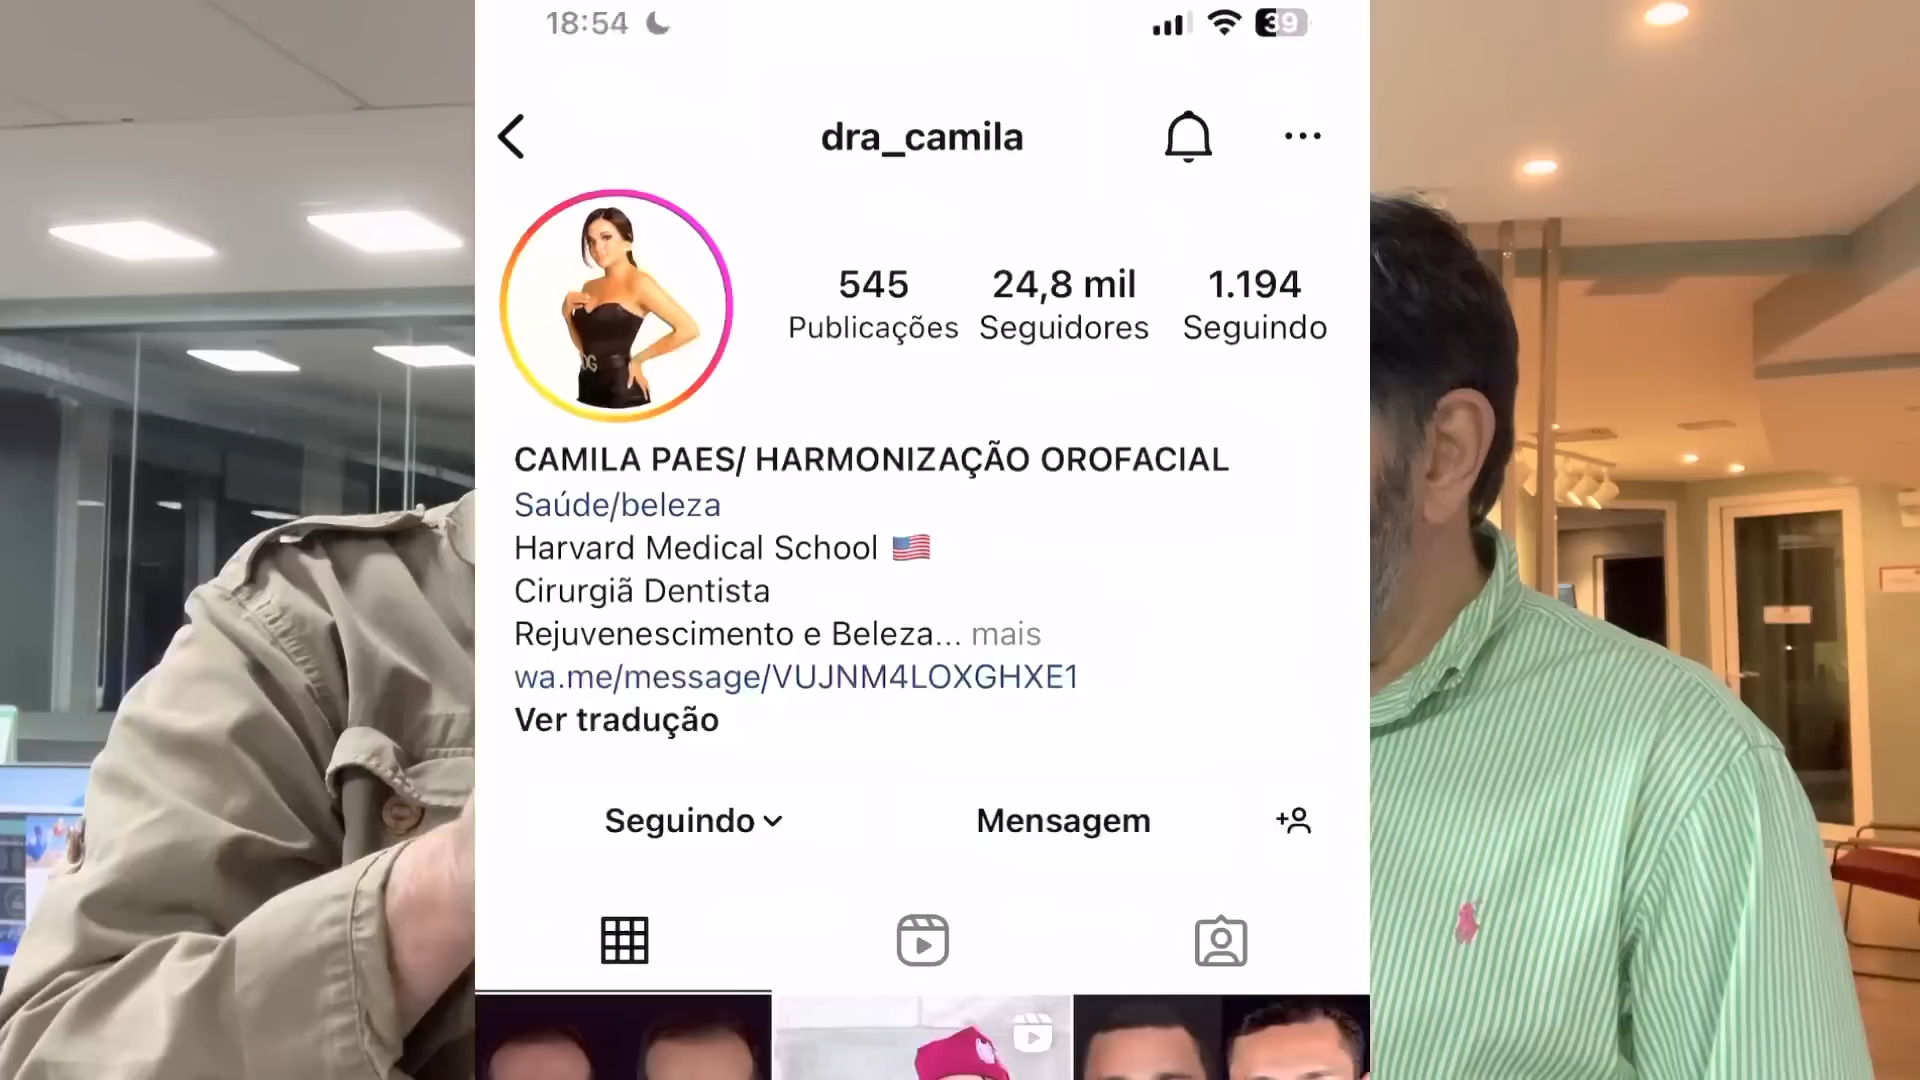 18:54
39
dra_camila
545 24,8 mil 1.194
Publicações Seguidores Seguindo
CAMILA PAES/ HARMONIZAÇÃO OROFACIAL
Saúde/beleza
Harvard Medical School 🇺🇸
Cirurgiã Dentista
Rejuvenescimento e Beleza... mais
wa.me/message/VUJNM4LOXGHXE1
Ver tradução
Seguindo Mensagem